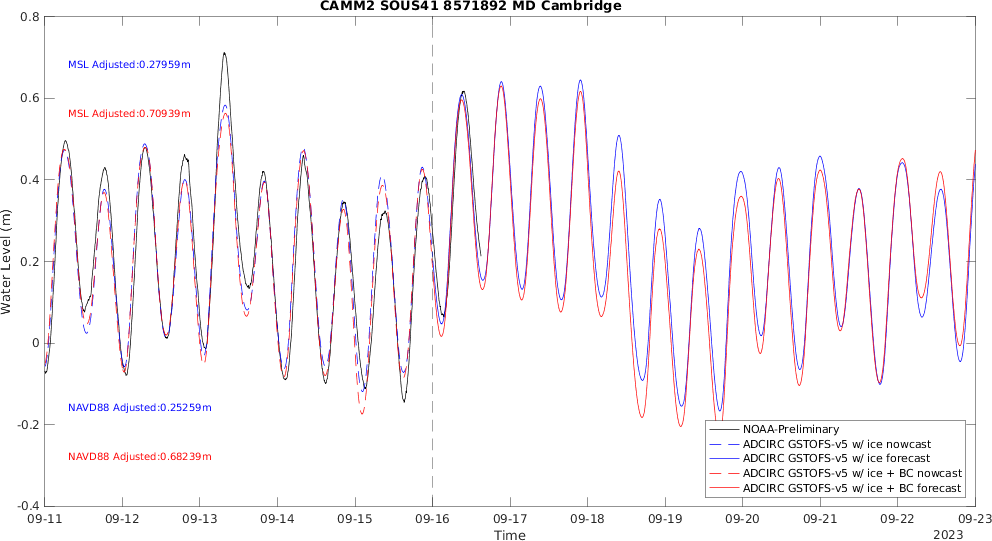 CAMM2 SOUS41 8571892 MD Cambridge
0.8
0.6
0.4
0.2
0
-0.2
-0.4
Water Level (m)
MSL Adjusted:0.27959m
MSL Adjusted:0.70939m
NAVD88 Adjusted:0.25259m
NAVD88 Adjusted:0.68239m
NOAA-Preliminary
ADCIRC GSTOFS-v5 w/ ice nowcast
ADCIRC GSTOFS-v5 w/ ice forecast
ADCIRC GSTOFS-v5 w/ ice + BC nowcast
ADCIRC GSTOFS-v5 w/ ice + BC forecast
09-11 09-12 09-13 09-14 09-15 09-16 09-17 09-18 09-19 09-20 09-21 09-22 09-23
Time
2023